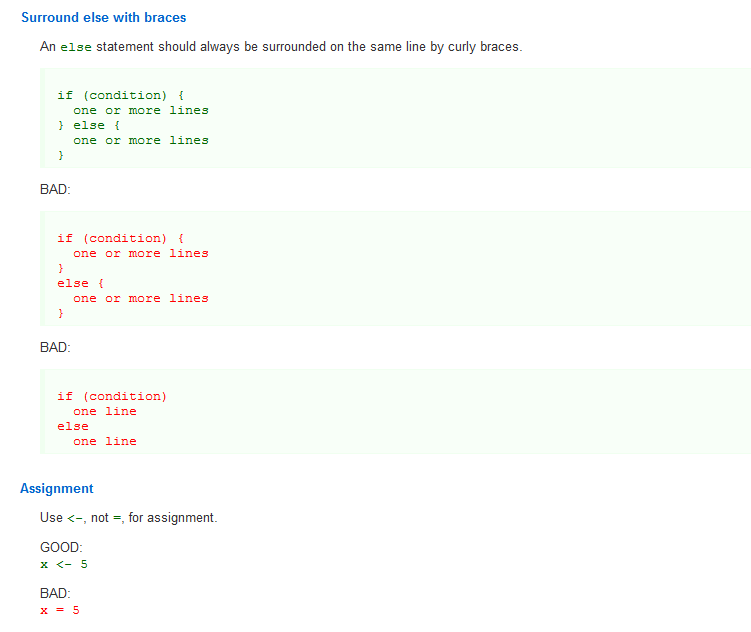 Surround else with braces
An else statement should always be surrounded on the same line by curly braces.
if (condition) {
  one or more lines
} else {
  one or more lines
}
BAD:
if (condition) {
  one or more lines
}
else {
  one or more lines
}
BAD:
if (condition)
  one line
else
  one line
Assignment
Use <-, not =, for assignment.
GOOD:
x <- 5
BAD:
x = 5